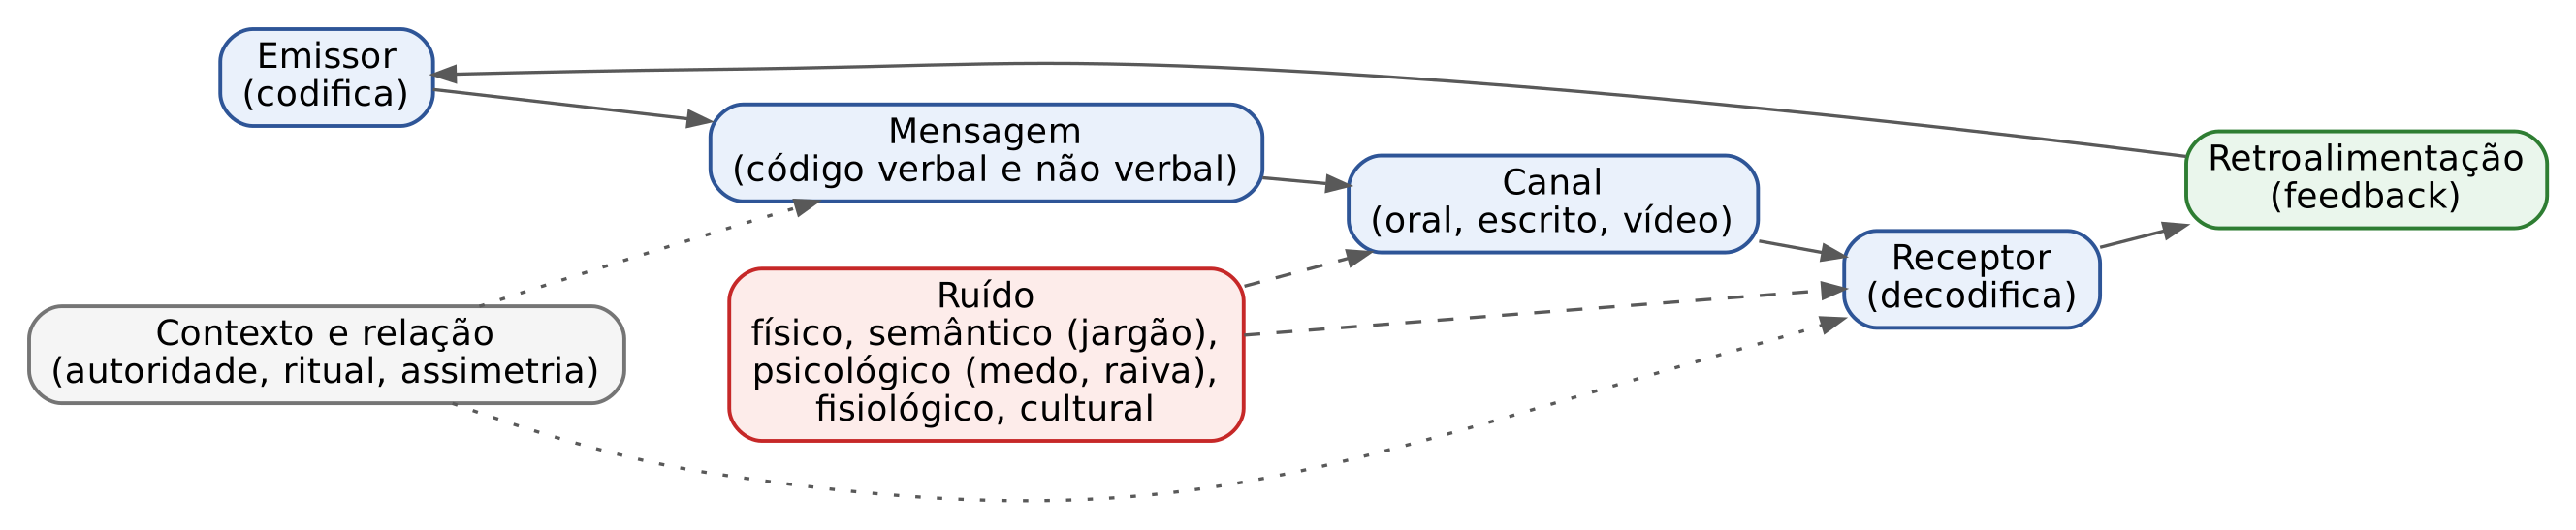 Emissor
(codifica)
Mensagem
(código verbal e não verbal)
Canal
(oral, escrito, vídeo)
Retroalimentação
(feedback)
Receptor
(decodifica)
Ruído
físico, semântico (jargão),
psicológico (medo, raiva),
fisiológico, cultural
Contexto e relação
(autoridade, ritual, assimetria)